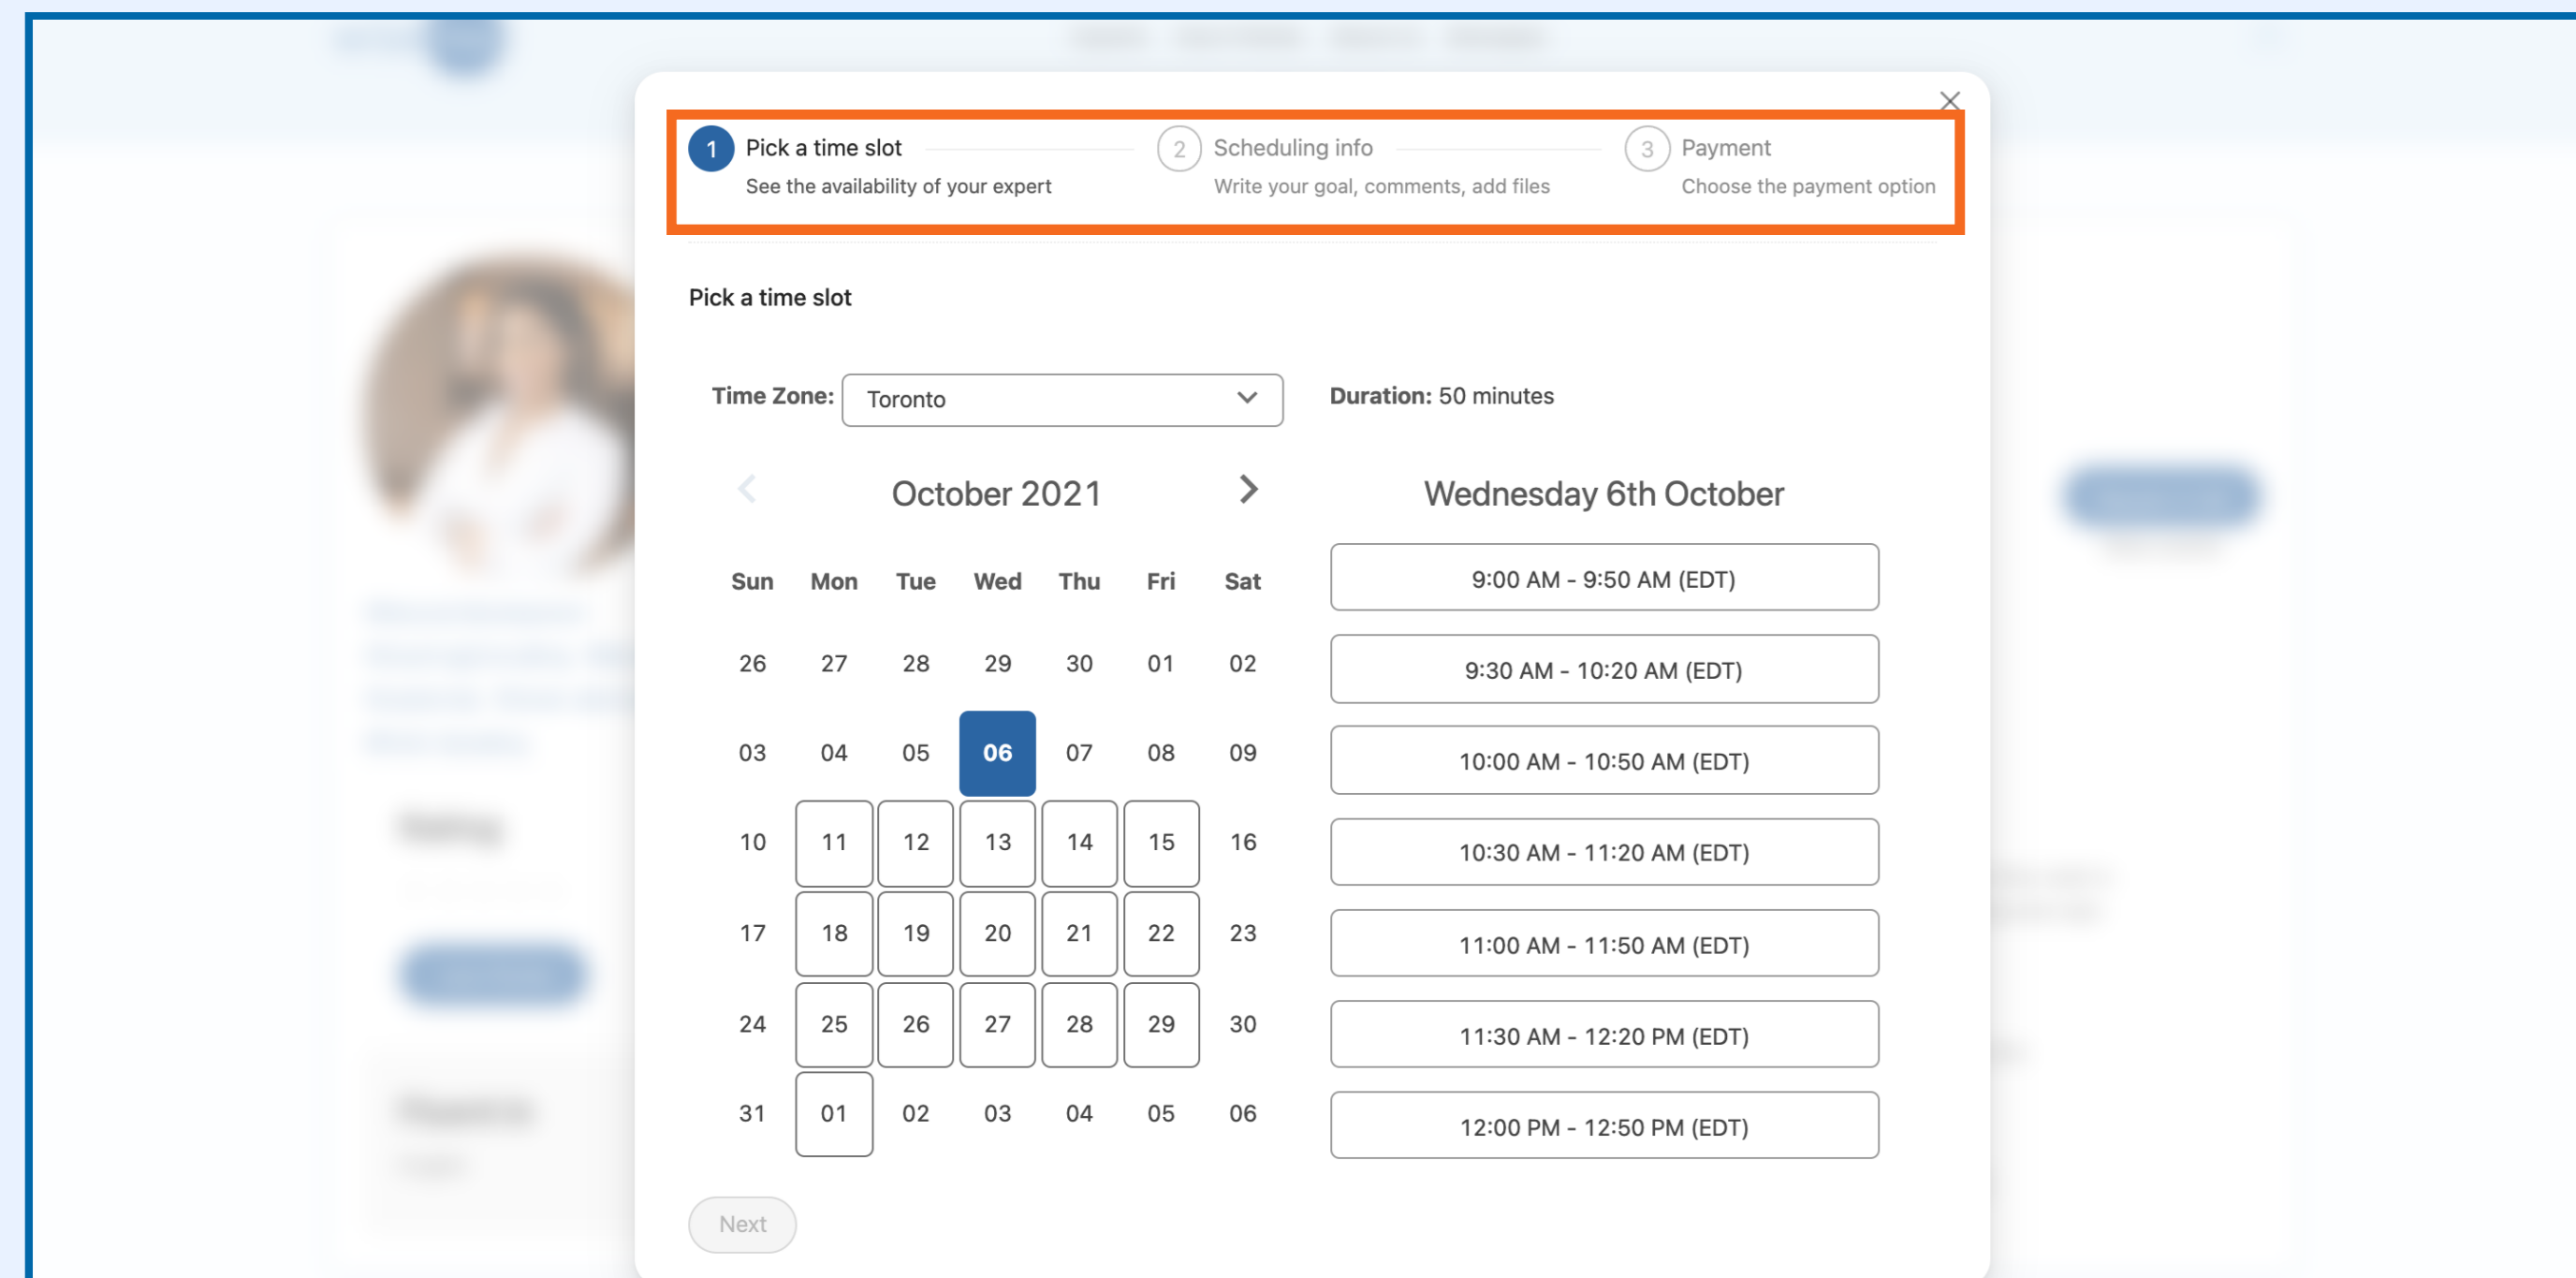 1 Pick a time slot
See the availability of your expert
2 Scheduling info
Write your goal, comments, add files
3 Payment
Choose the payment option
Pick a time slot
Time Zone: Toronto
Duration: 50 minutes
October 2021
Sun Mon Tue Wed Thu Fri Sat
26 27 28 29 30 01 02
03 04 05 06 07 08 09
10 11 12 13 14 15 16
17 18 19 20 21 22 23
24 25 26 27 28 29 30
31 01 02 03 04 05 06
Wednesday 6th October
9:00 AM - 9:50 AM (EDT)
9:30 AM - 10:20 AM (EDT)
10:00 AM - 10:50 AM (EDT)
10:30 AM - 11:20 AM (EDT)
11:00 AM - 11:50 AM (EDT)
11:30 AM - 12:20 PM (EDT)
12:00 PM - 12:50 PM (EDT)
Next